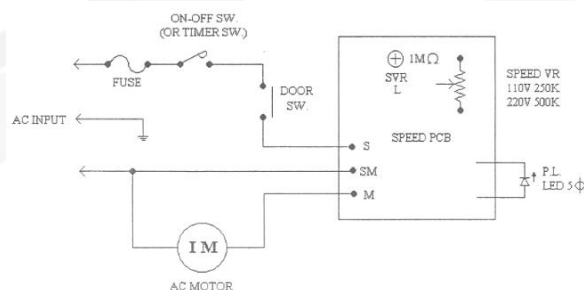 ON-OFF SW.
(OR TIMER SW.)
FUSE
DOOR
SW.
AC INPUT
⊕ 1MΩ
SVR
L
SPEED VR
110V 250K
220V 500K
SPEED PCB
S
SM
M
P.L.
LED 5ϕ
IM
AC MOTOR